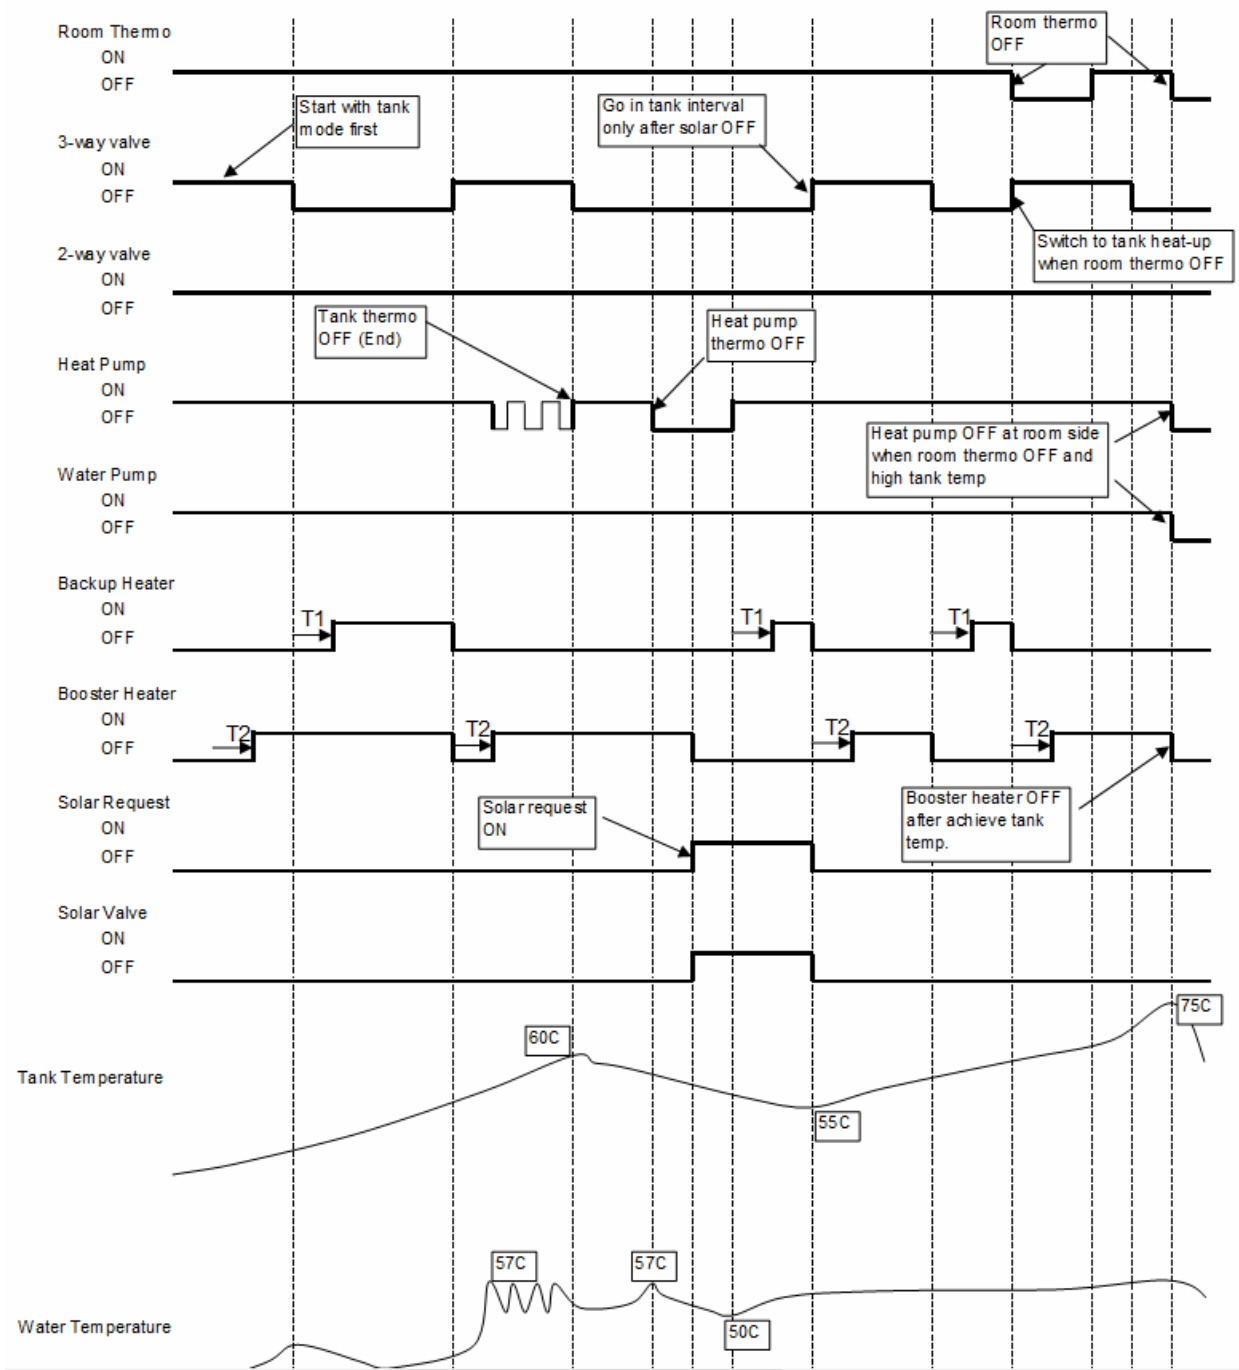 Room Thermo
ON
OFF
Room thermo
OFF
Start with tank
mode first
Go in tank interval
only after solar OFF
3-way valve
ON
OFF
Switch to tank heat-up
when room thermo OFF
2-way valve
ON
OFF
Tank thermo
OFF (End)
Heat pump
thermo OFF
Heat Pump
ON
OFF
Heat pump OFF at room side
when room thermo OFF and
high tank temp
Water Pump
ON
OFF
Backup Heater
ON
OFF
T1
T1
T1
Booster Heater
ON
OFF
T2
T2
T2
T2
Solar Request
ON
OFF
Solar request
ON
Booster heater OFF
after achieve tank
temp.
Solar Valve
ON
OFF
75C
60C
Tank Temperature
55C
57C
57C
Water Temperature
50C